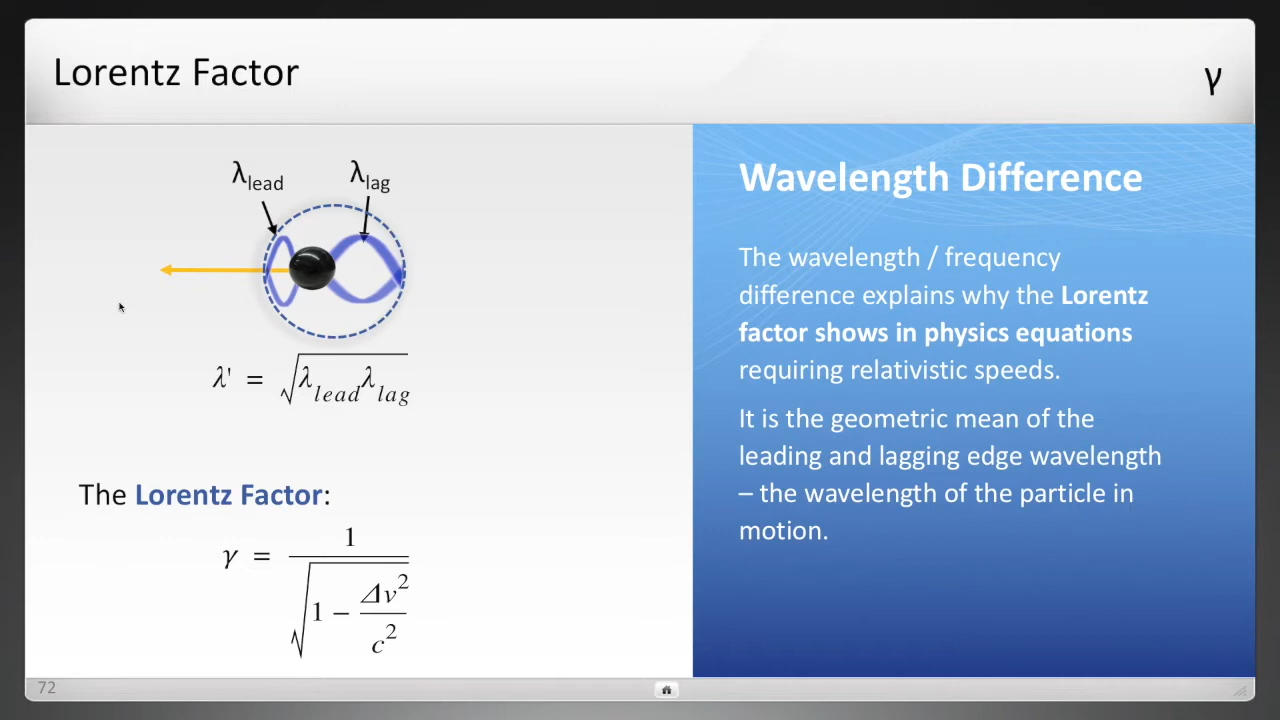 Lorentz Factor
γ
λlead
λlag
λ' = √λlead λlag
The Lorentz Factor:
γ = 1 / √(1 − Δv² / c²)
Wavelength Difference
The wavelength / frequency
difference explains why the Lorentz
factor shows in physics equations
requiring relativistic speeds.
It is the geometric mean of the
leading and lagging edge wavelength
– the wavelength of the particle in
motion.
72